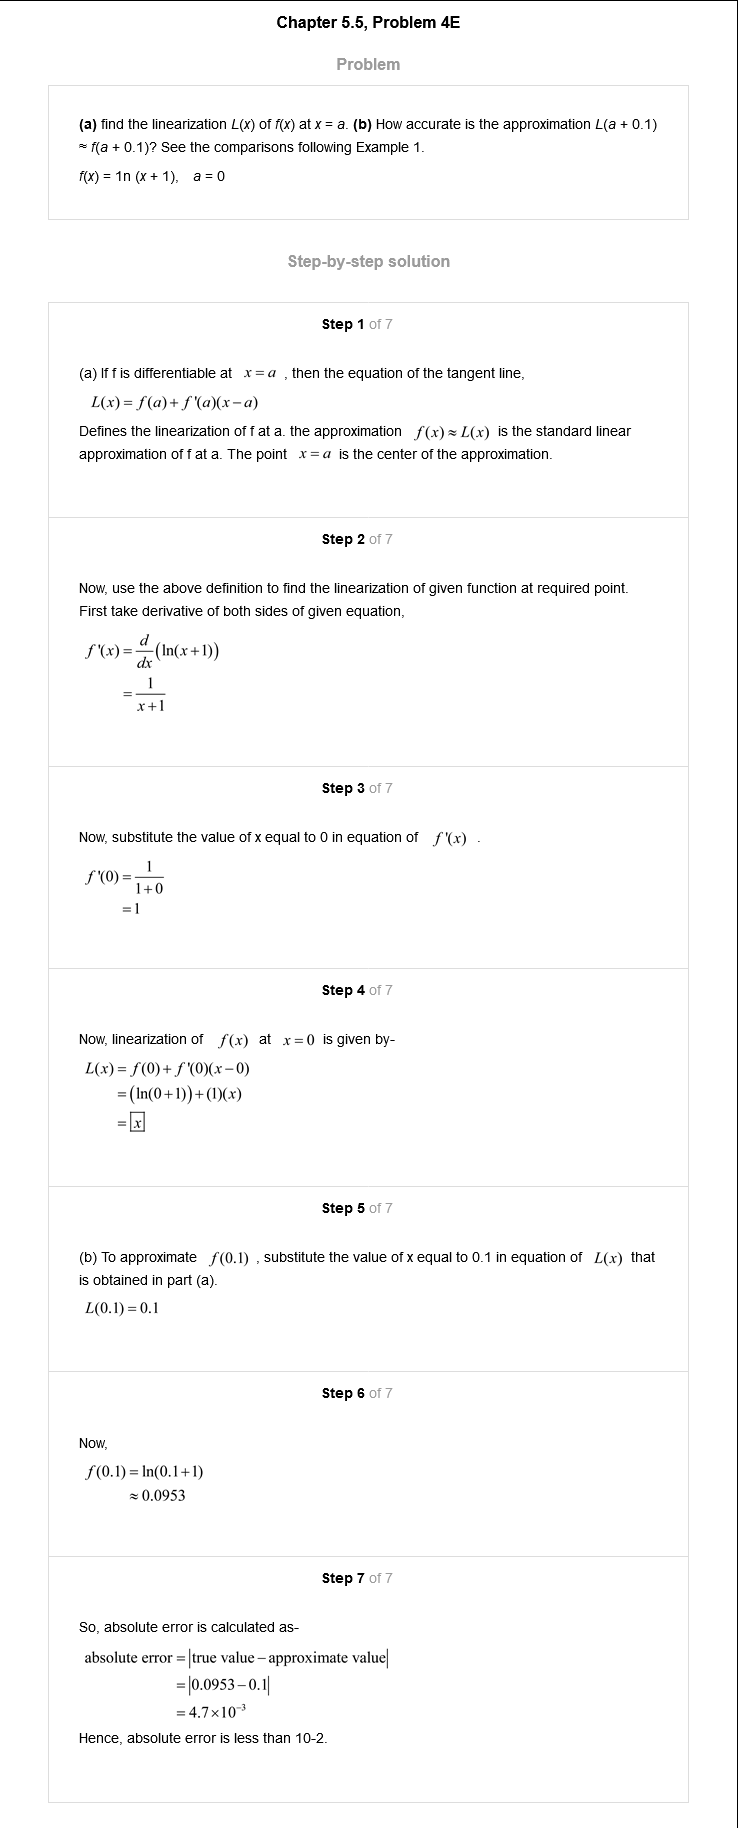 Chapter 5.5, Problem 4E
Problem
(a) find the linearization L(x) of f(x) at x = a. (b) How accurate is the approximation L(a + 0.1)
≈ f(a + 0.1)? See the comparisons following Example 1.
f(x) = 1n (x + 1), a = 0
Step-by-step solution
Step 1 of 7
(a) If f is differentiable at x = a , then the equation of the tangent line,
L(x) = f(a) + f '(a)(x − a)
Defines the linearization of f at a. the approximation f(x) ≈ L(x) is the standard linear
approximation of f at a. The point x = a is the center of the approximation.
Step 2 of 7
Now, use the above definition to find the linearization of given function at required point.
First take derivative of both sides of given equation,
f '(x) = d/dx (ln(x+1))
= 1/(x+1)
Step 3 of 7
Now, substitute the value of x equal to 0 in equation of f '(x) .
f '(0) = 1/(1+0)
= 1
Step 4 of 7
Now, linearization of f(x) at x = 0 is given by-
L(x) = f(0) + f '(0)(x − 0)
= (ln(0+1)) + (1)(x)
= x
Step 5 of 7
(b) To approximate f(0.1) , substitute the value of x equal to 0.1 in equation of L(x) that
is obtained in part (a).
L(0.1) = 0.1
Step 6 of 7
Now,
f(0.1) = ln(0.1+1)
≈ 0.0953
Step 7 of 7
So, absolute error is calculated as-
absolute error = |true value − approximate value|
= |0.0953 − 0.1|
= 4.7×10⁻³
Hence, absolute error is less than 10-2.